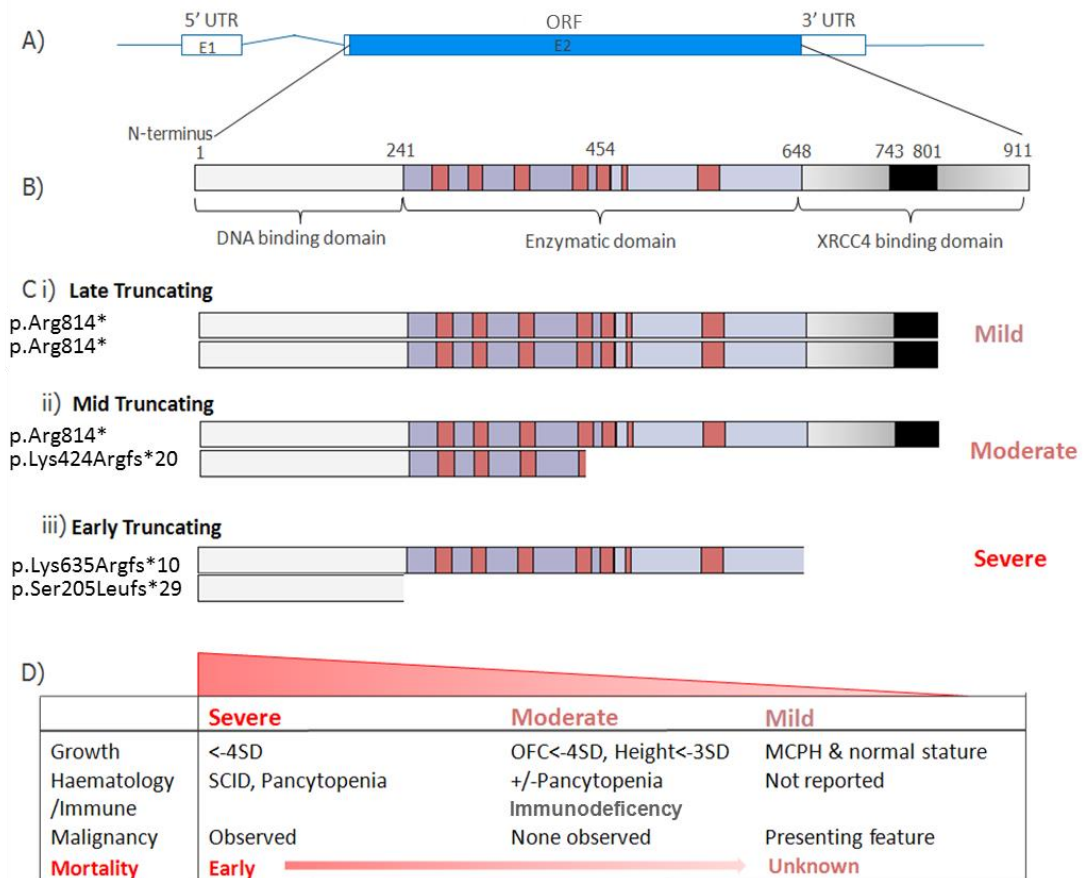 A)
5’ UTR ORF 3’ UTR
E1 E2
N-terminus
1 241 454 648 743 801 911
B)
DNA binding domain Enzymatic domain XRCC4 binding domain
C i) Late Truncating
p.Arg814*
p.Arg814*
Mild
ii) Mid Truncating
p.Arg814*
p.Lys424Argfs*20
Moderate
iii) Early Truncating
p.Lys635Argfs*10
p.Ser205Leufs*29
Severe
D)
Severe Moderate Mild
Growth <-4SD OFC<-4SD, Height<-3SD MCPH & normal stature
Haematology SCID, Pancytopenia +/-Pancytopenia Not reported
/Immune Immunodeficency
Malignancy Observed None observed Presenting feature
Mortality Early Unknown